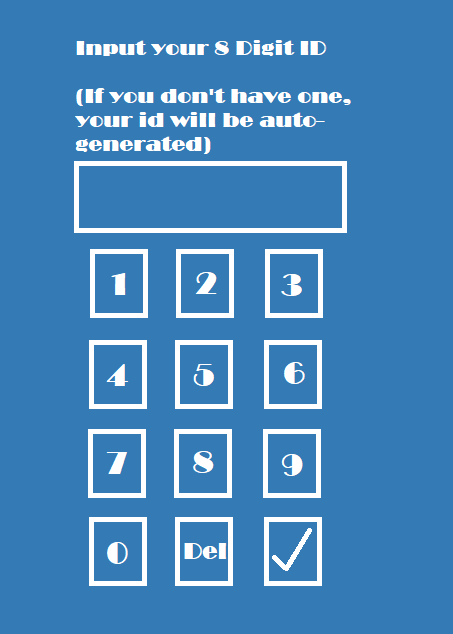 Input your 8 Digit ID
(If you don't have one,
your id will be auto-
generated)
1 2 3
4 5 6
7 8 9
0 Del